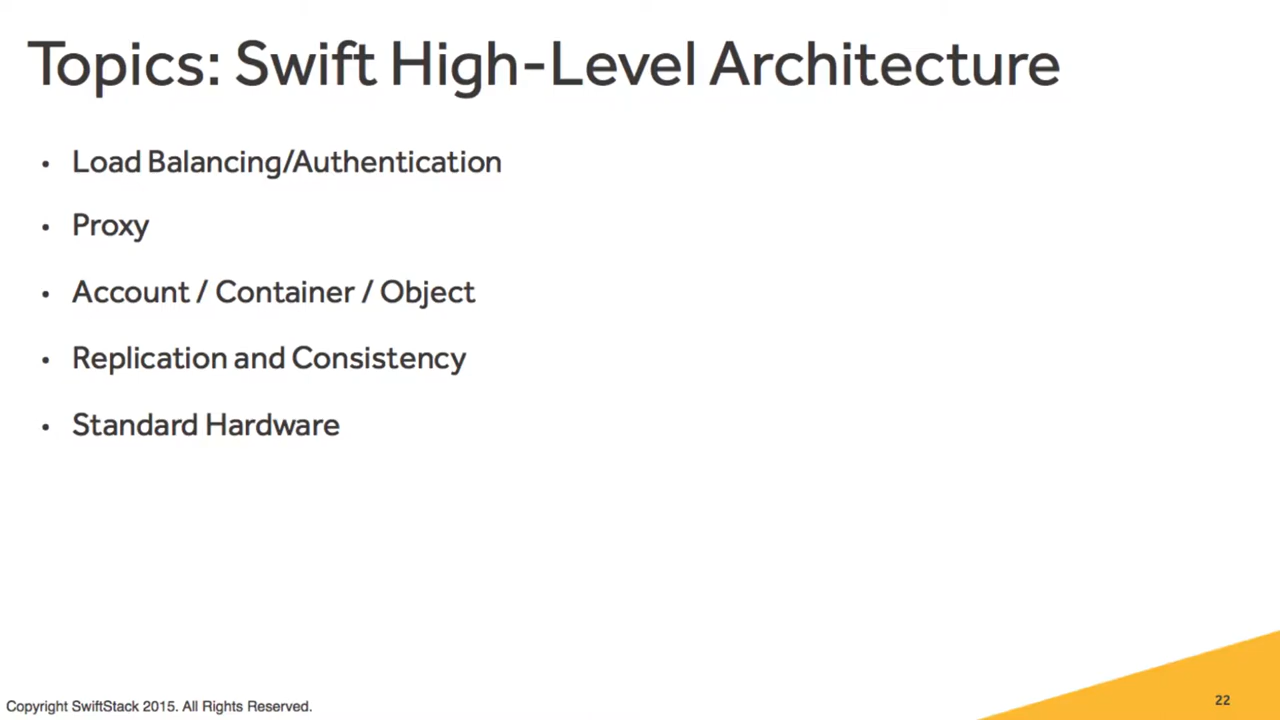 Topics: Swift High-Level Architecture
• Load Balancing/Authentication
• Proxy
• Account / Container / Object
• Replication and Consistency
• Standard Hardware
Copyright SwiftStack 2015. All Rights Reserved.
22